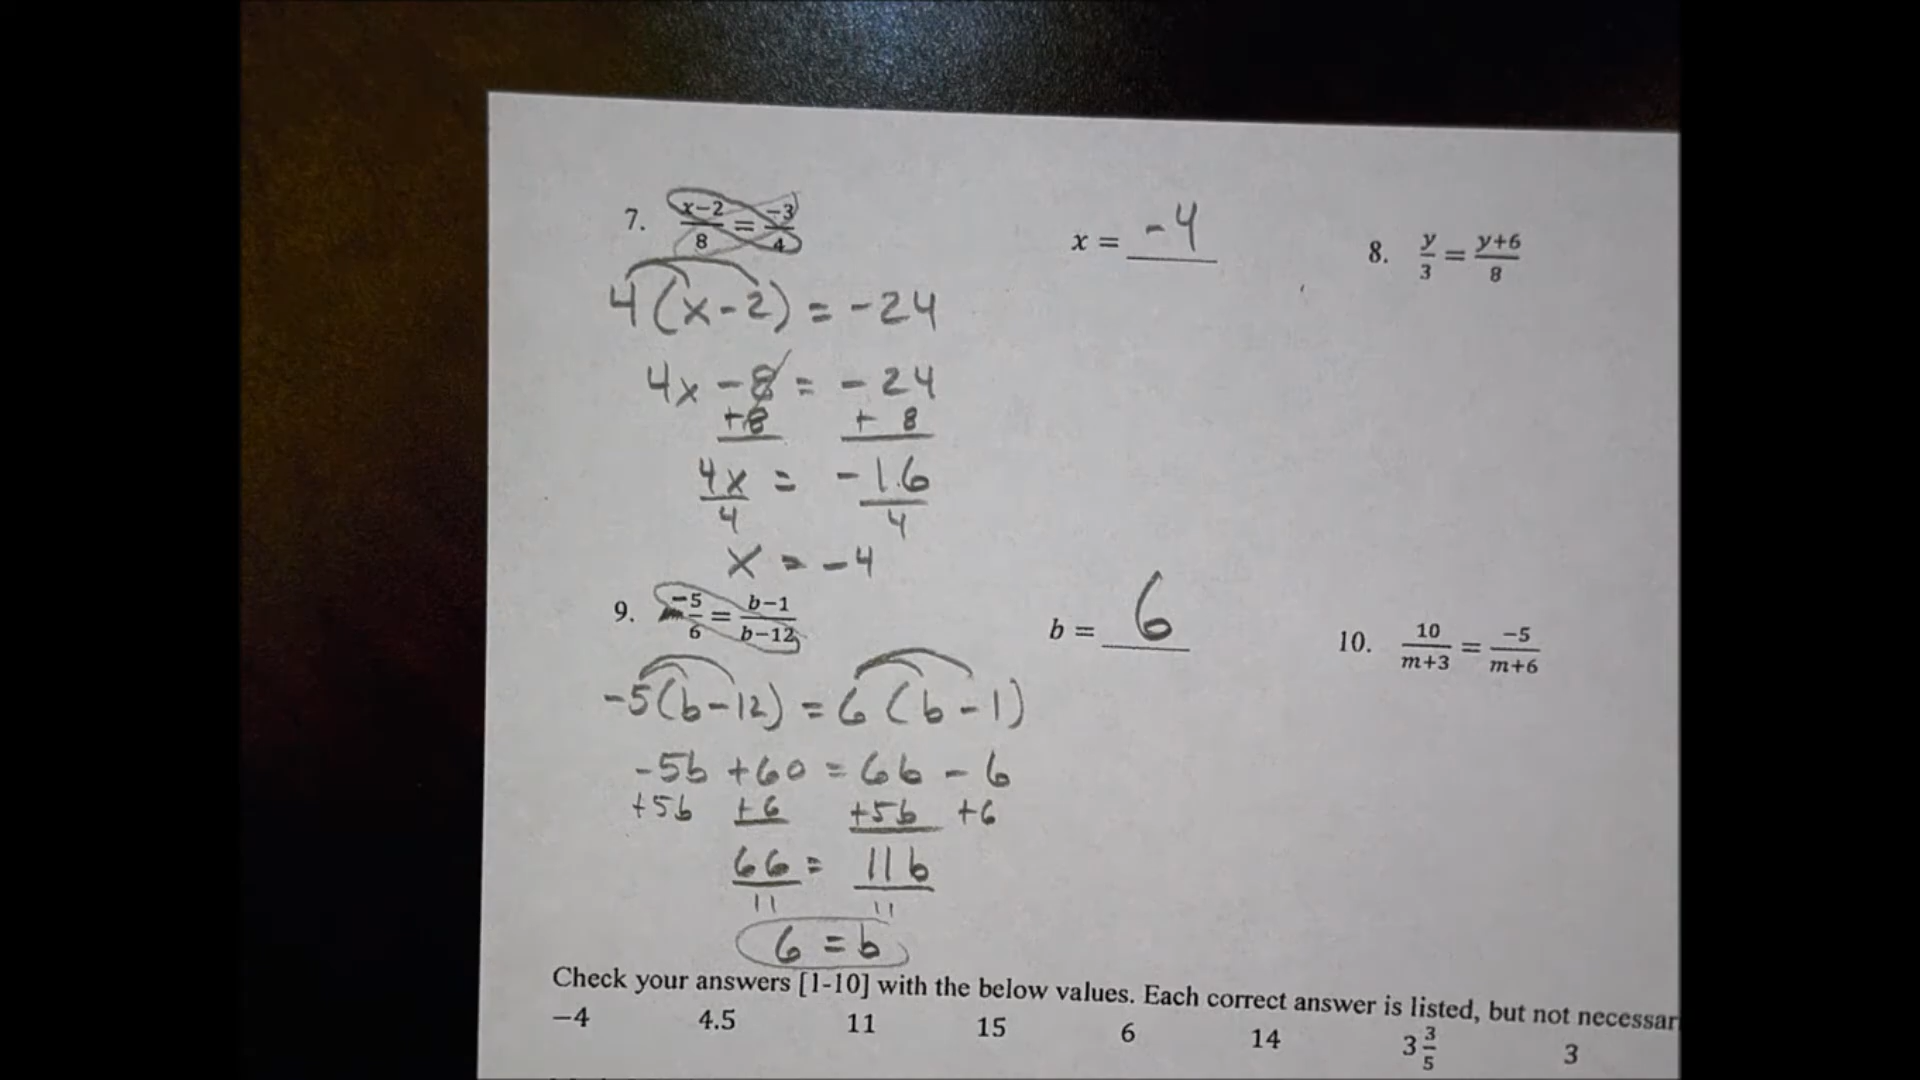 7. x−2/8 = −3/4
x = -4
8. y/3 = y+6/8
4(x-2) = -24
4x -8 = -24
+8 + 8
4x = -16
4 4
x = -4
9. −5/6 = b−1/b−12
b = 6
10. 10/m+3 = −5/m+6
-5(b-12) = 6(b-1)
-5b +60 = 6b - 6
+5b +6 +5b +6
66 = 11b
11 11
6 = b
Check your answers [1-10] with the below values. Each correct answer is listed, but not necessar
−4 4.5 11 15 6 14 3 3/5 3